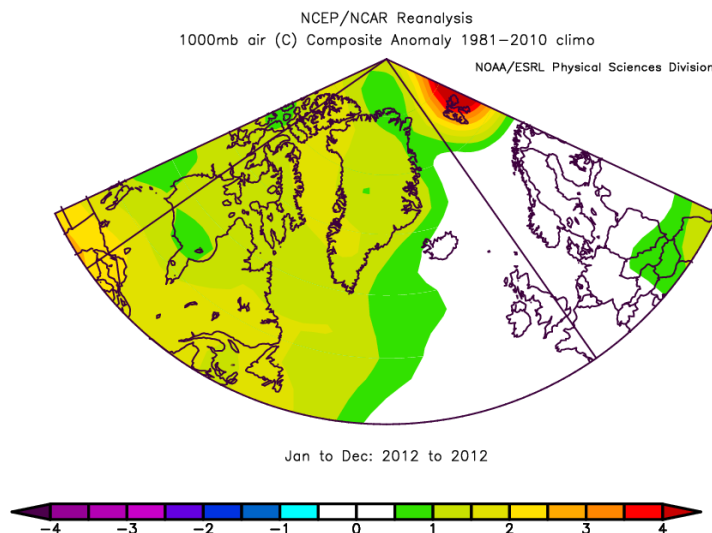 NCEP/NCAR Reanalysis
1000mb air (C) Composite Anomaly 1981-2010 climo
NOAA/ESRL Physical Sciences Division
Jan to Dec: 2012 to 2012
-4 -3 -2 -1 0 1 2 3 4